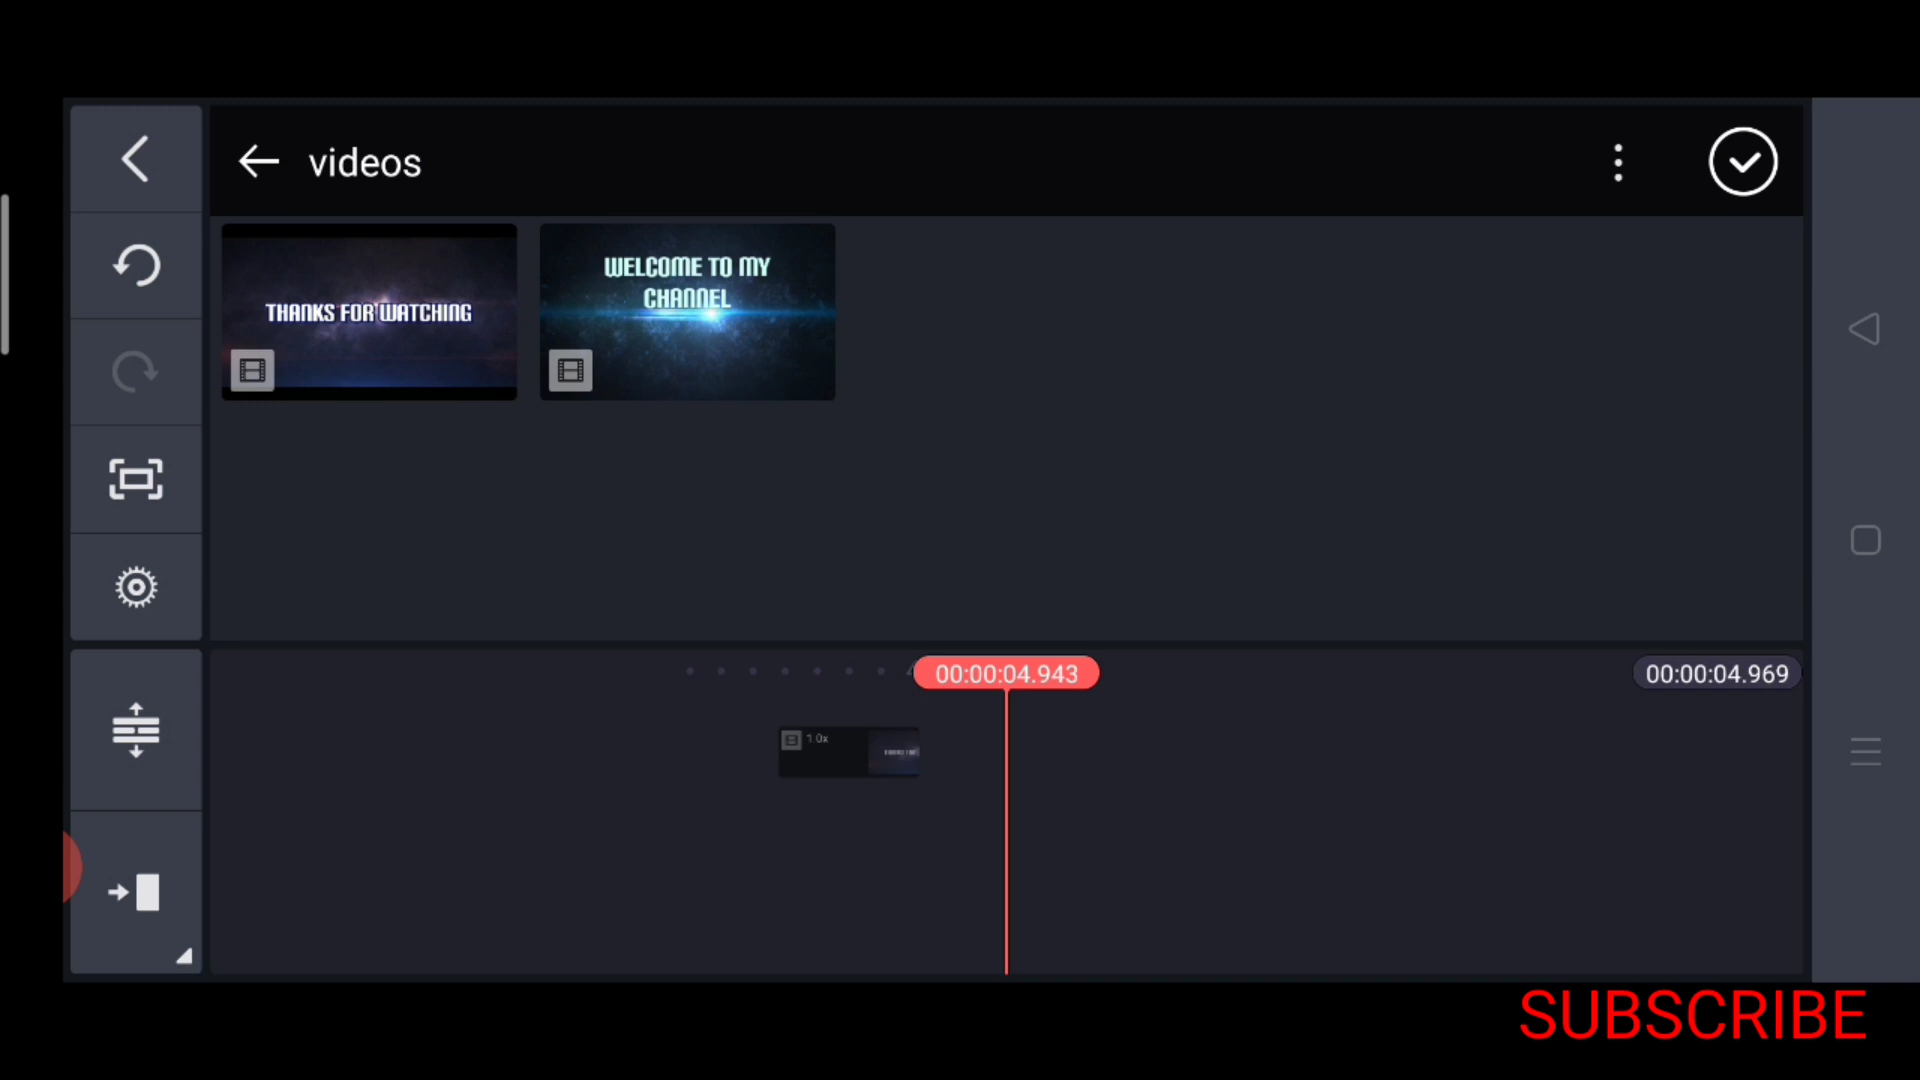 videos
THANKS FOR WATCHING
WELCOME TO MY
CHANNEL
00:00:04.943
00:00:04.969
1.0x
SUBSCRIBE